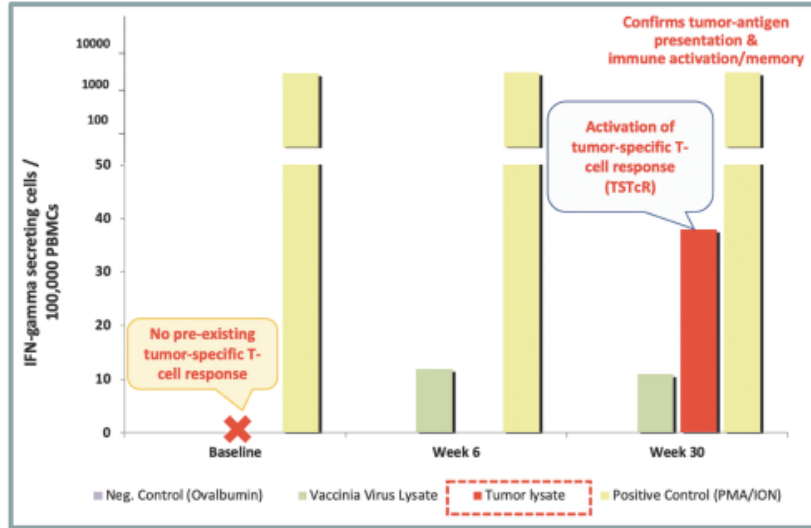 Confirms tumor-antigen
presentation &
immune activation/memory
10000
1000
100
50
40
30
20
10
0
IFN-gamma secreting cells /
100,000 PBMCs
Activation of
tumor-specific T-
cell response
(TSTcR)
No pre-existing
tumor-specific T-
cell response
Baseline
Week 6
Week 30
Neg. Control (Ovalbumin)
Vaccinia Virus Lysate
Tumor lysate
Positive Control (PMA/ION)